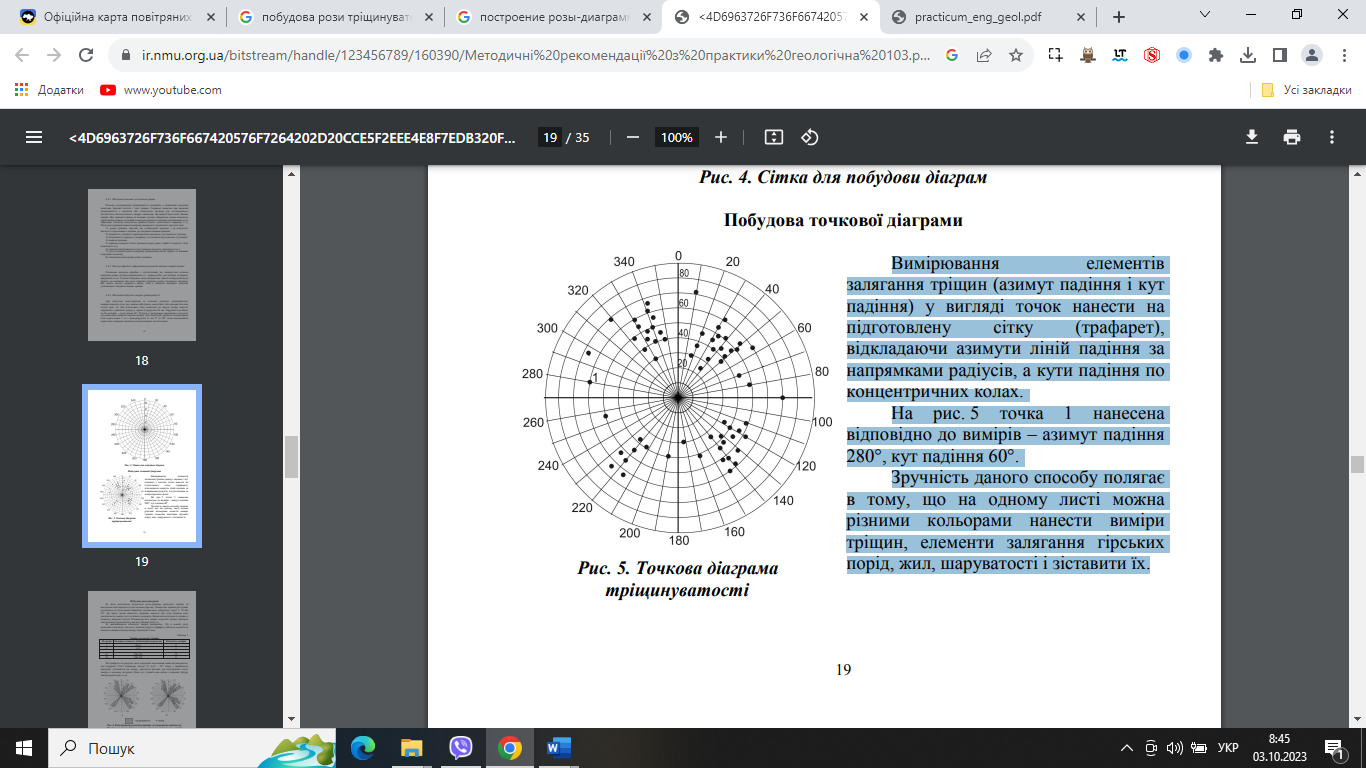 Офіційна карта повітряних
побудова рози тріщинуват
построение розы-диаграм
<4D6963726F736F667420576
practicum_eng_geol.pdf
ir.nmu.org.ua/bitstream/handle/123456789/160390/Методичні%20рекомендації%20з%20практики%20геологічна%20103.p...
Додатки
www.youtube.com
Усі закладки
<4D6963726F736F667420576F7264202D20CCE5F2EEE4E8F7EDB320F...
19 / 35
100%
18
19
Рис. 4. Сітка для побудови діаграм
Побудова точкової діаграми
0
20
40
60
80
100
120
140
160
180
200
220
240
260
280
300
320
340
80
60
40
20
1
Рис. 5. Точкова діаграма
тріщинуватості
Вимірювання елементів
залягання тріщин (азимут падіння і кут
падіння) у вигляді точок нанести на
підготовлену сітку (трафарет),
відкладаючи азимути ліній падіння за
напрямками радіусів, а кути падіння по
концентричних колах.
На рис. 5 точка 1 нанесена
відповідно до вимірів – азимут падіння
280°, кут падіння 60°.
Зручність даного способу полягає
в тому, що на одному листі можна
різними кольорами нанести виміри
тріщин, елементи залягання гірських
порід, жил, шаруватості і зіставити їх.
19
Пошук
УКР
8:45
03.10.2023
1